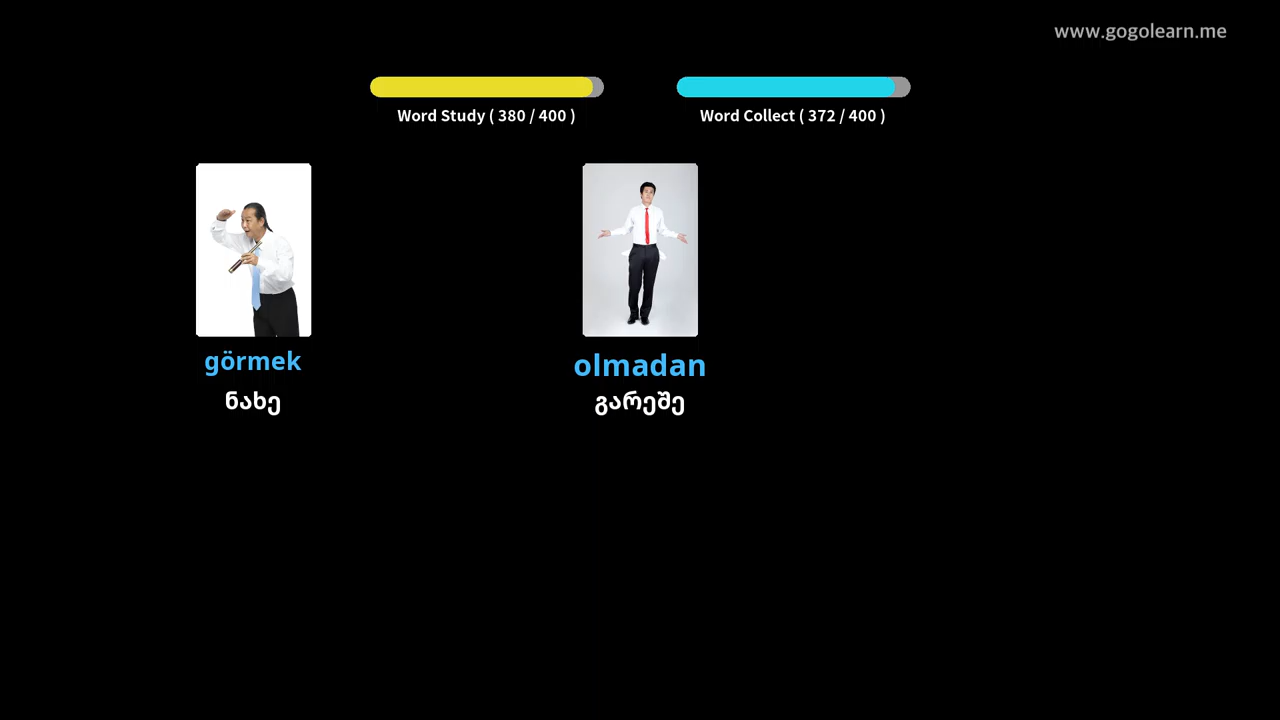 www.gogolearn.me
Word Study ( 380 / 400 )
Word Collect ( 372 / 400 )
görmek
ნახე
olmadan
გარეშე